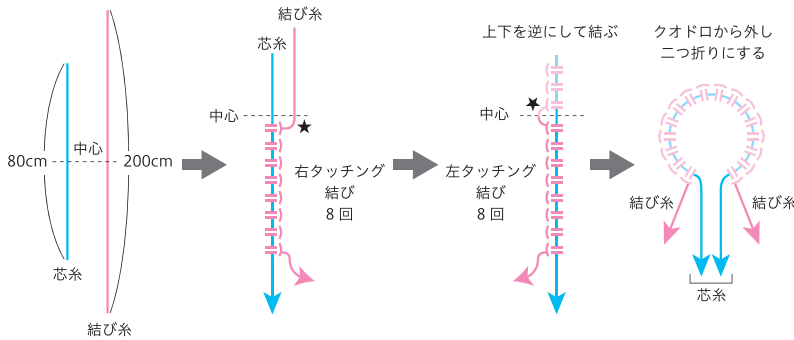 80cm
中心
200cm
芯糸
結び糸
結び糸
芯糸
中心
★
右タッチング
結び
8 回
上下を逆にして結ぶ
★
中心
左タッチング
結び
8 回
クオドロから外し
二つ折りにする
結び糸
結び糸
芯糸